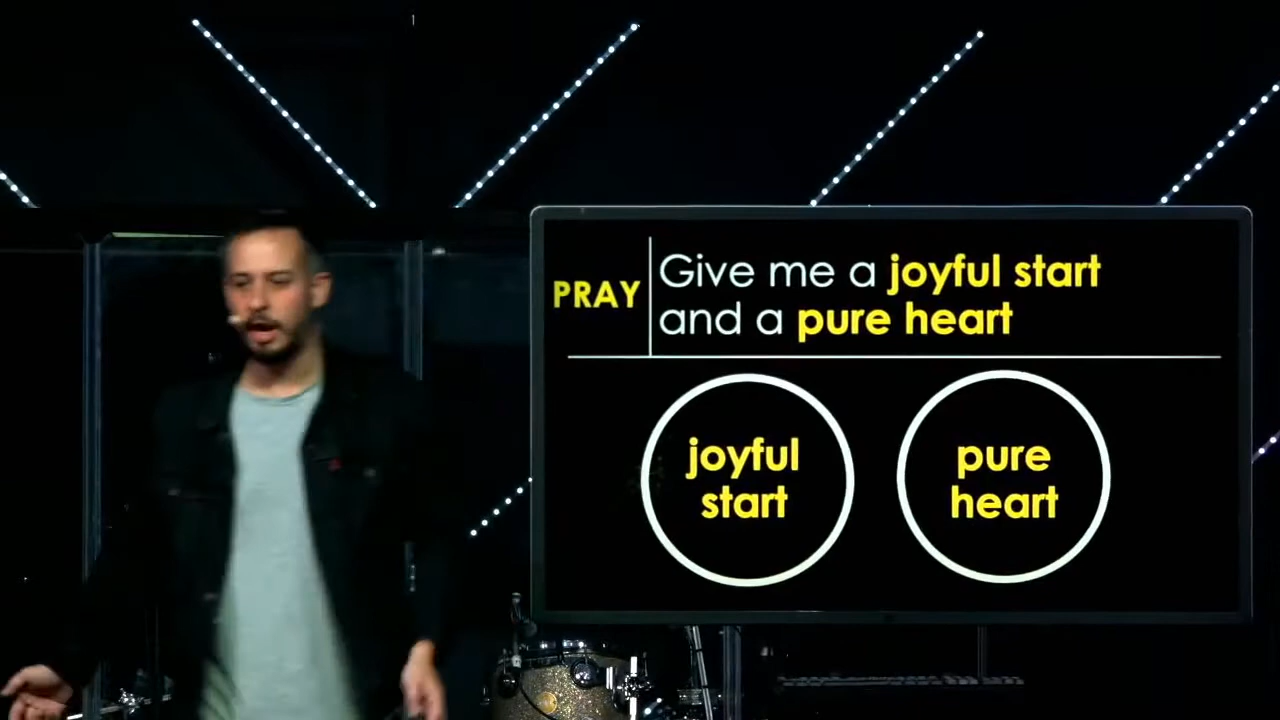 PRAY
Give me a joyful start
and a pure heart
joyful
start
pure
heart